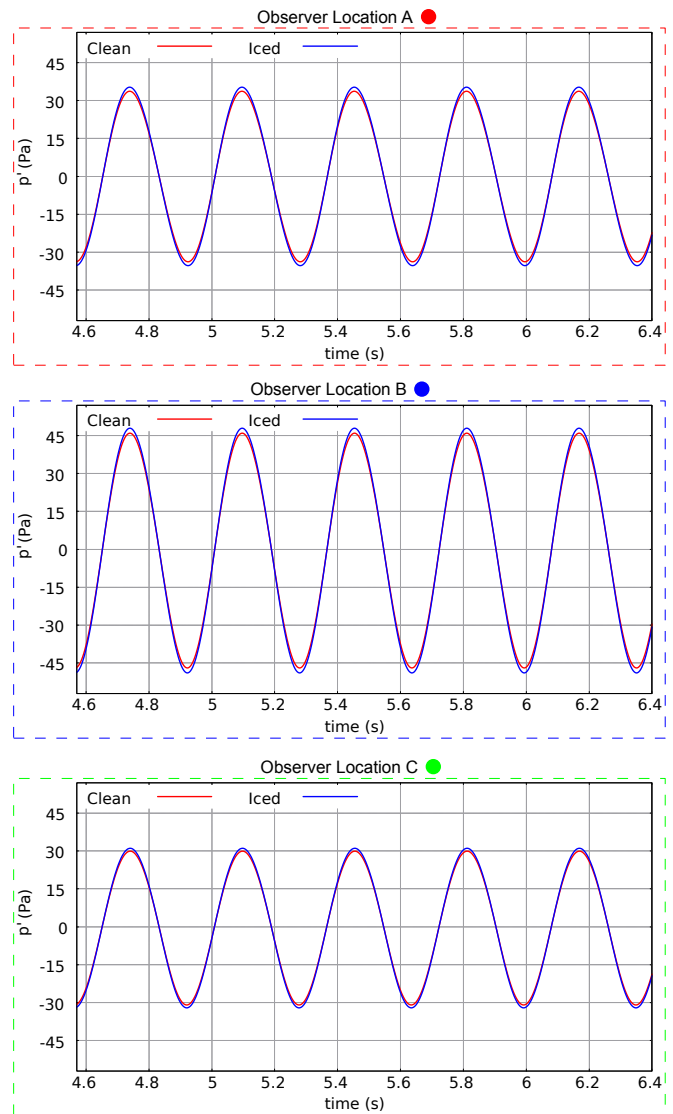 Observer Location A
Clean Iced
45
30
15
0
-15
-30
-45
p' (Pa)
4.6 4.8 5 5.2 5.4 5.6 5.8 6 6.2 6.4
time (s)
Observer Location B
Clean Iced
45
30
15
0
-15
-30
-45
p' (Pa)
4.6 4.8 5 5.2 5.4 5.6 5.8 6 6.2 6.4
time (s)
Observer Location C
Clean Iced
45
30
15
0
-15
-30
-45
p' (Pa)
4.6 4.8 5 5.2 5.4 5.6 5.8 6 6.2 6.4
time (s)